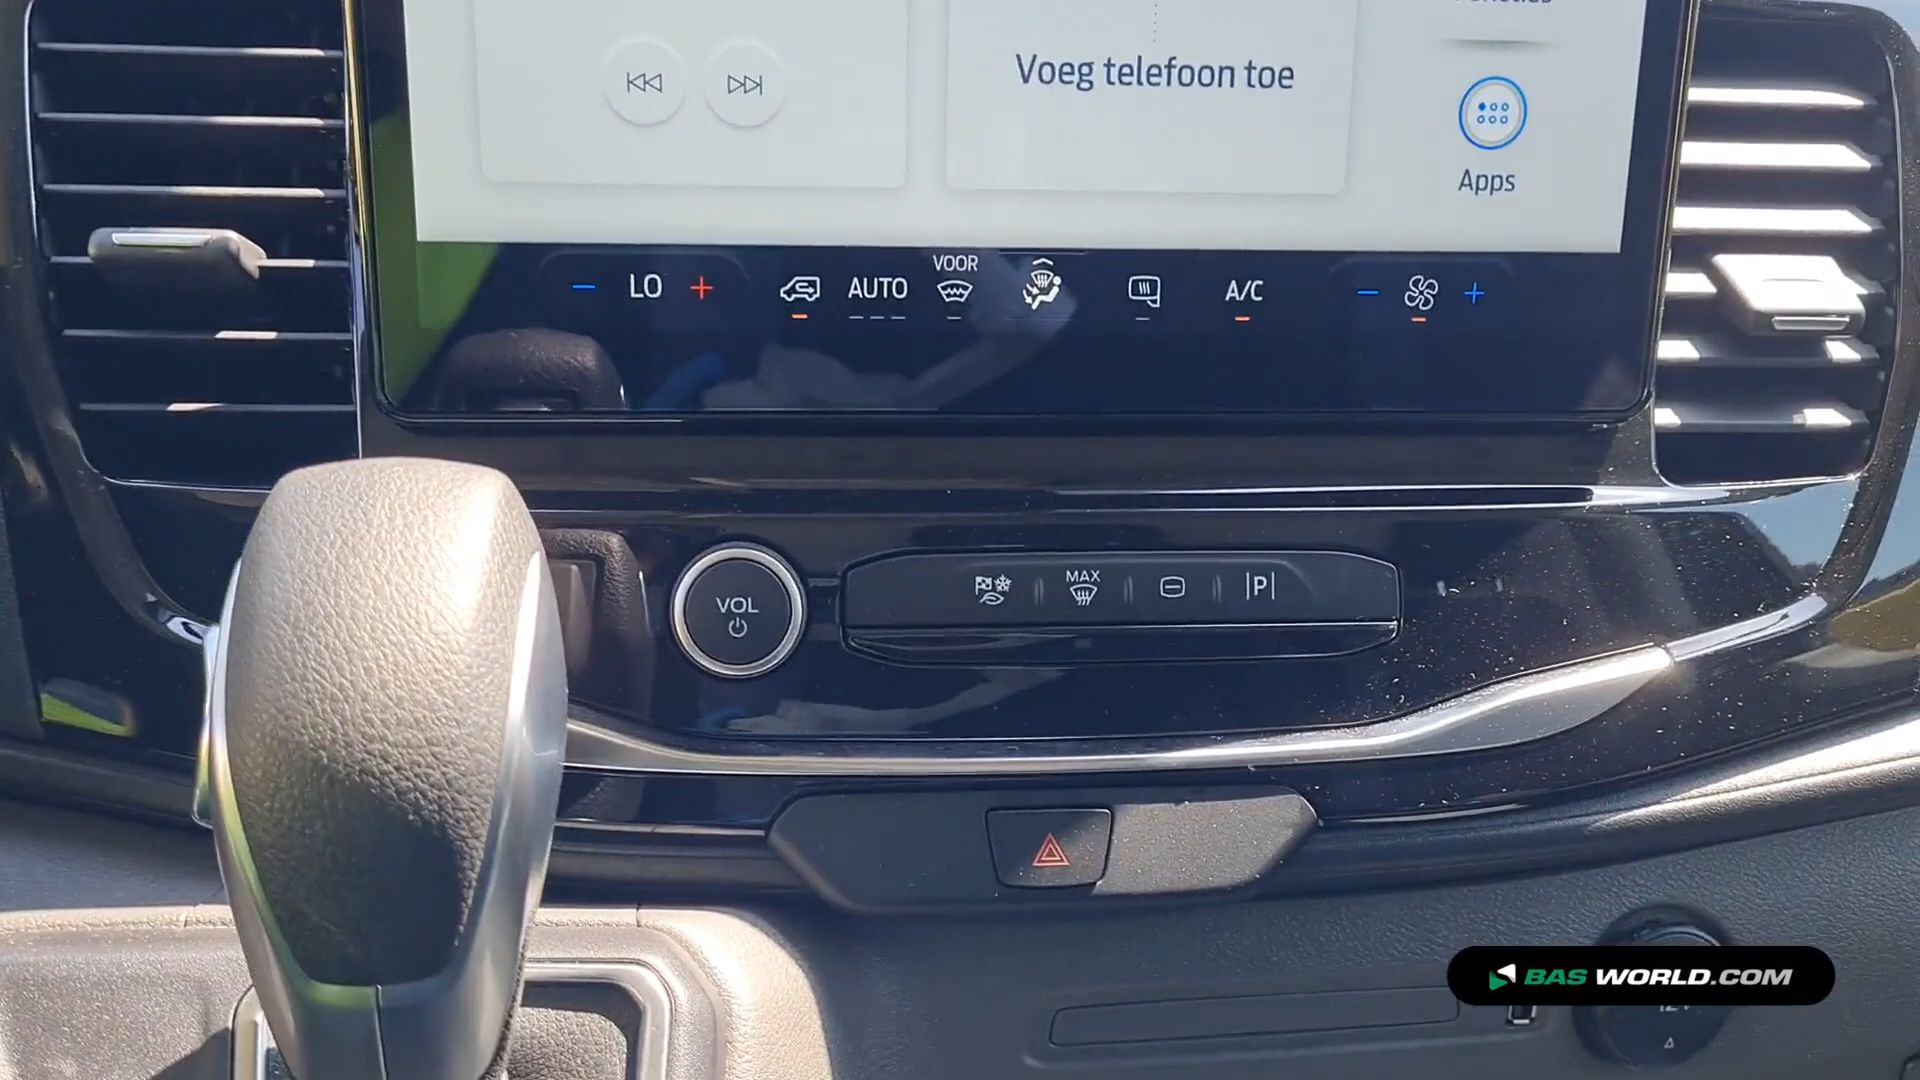 Voeg telefoon toe
Apps
VOOR
LO
AUTO
A/C
MAX
P
VOL
BAS WORLD.COM